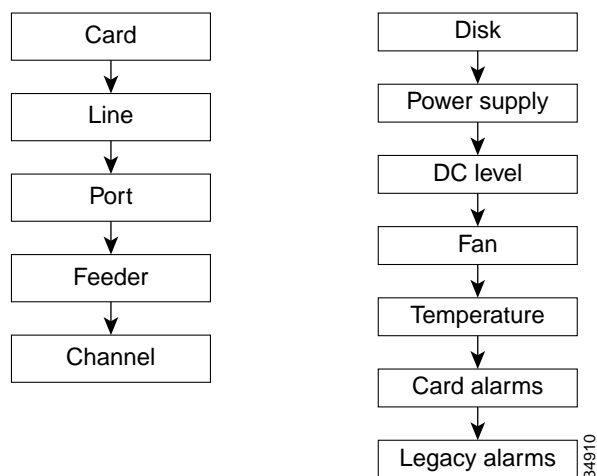 Card
Line
Port
Feeder
Channel
Disk
Power supply
DC level
Fan
Temperature
Card alarms
Legacy alarms
34910